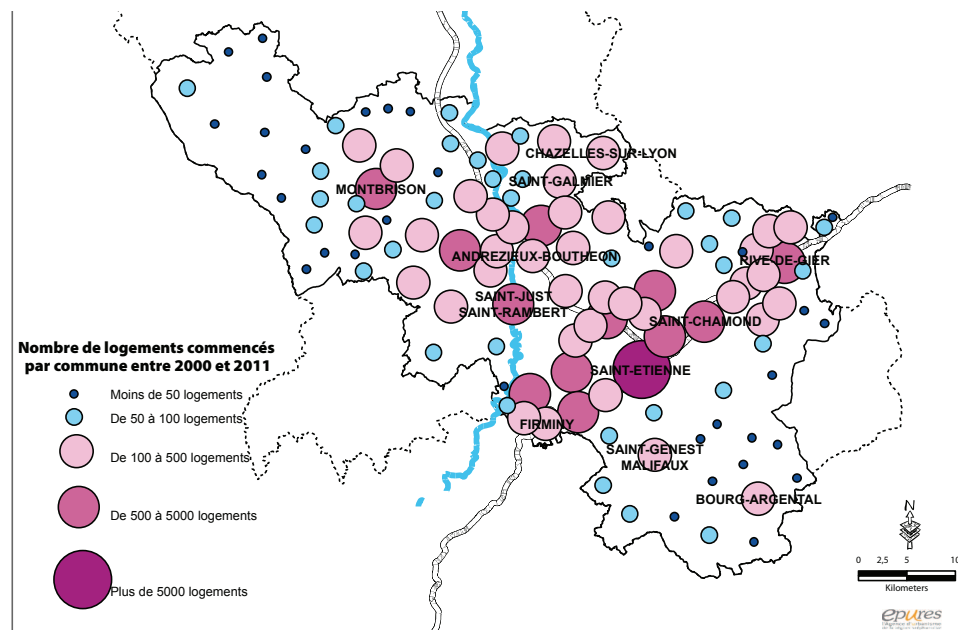 CHAZELLES-SUR-LYON
SAINT-GALMIER
MONTBRISON
ANDREZIEUX-BOUTHEON
RIVE-DE-GIER
SAINT-JUST
SAINT-RAMBERT
SAINT-CHAMOND
Nombre de logements commencés
par commune entre 2000 et 2011
SAINT-ETIENNE
Moins de 50 logements
De 50 à 100 logements
FIRMINY
De 100 à 500 logements
SAINT-GENEST
MALIFAUX
BOURG-ARGENTAL
De 500 à 5000 logements
N
0 2,5 5 10
Kilometers
Plus de 5000 logements
epures
l'Agence d'urbanisme